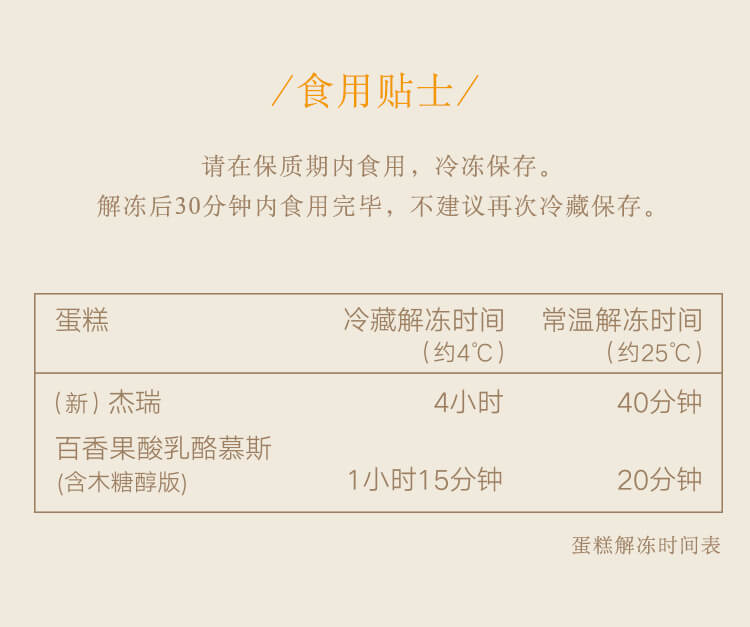 /食用贴士/
请在保质期内食用，冷冻保存。
解冻后30分钟内食用完毕，不建议再次冷藏保存。
蛋糕 冷藏解冻时间 常温解冻时间
（约4℃） （约25℃）
（新）杰瑞 4小时 40分钟
百香果酸乳酪慕斯
(含木糖醇版) 1小时15分钟 20分钟
蛋糕解冻时间表